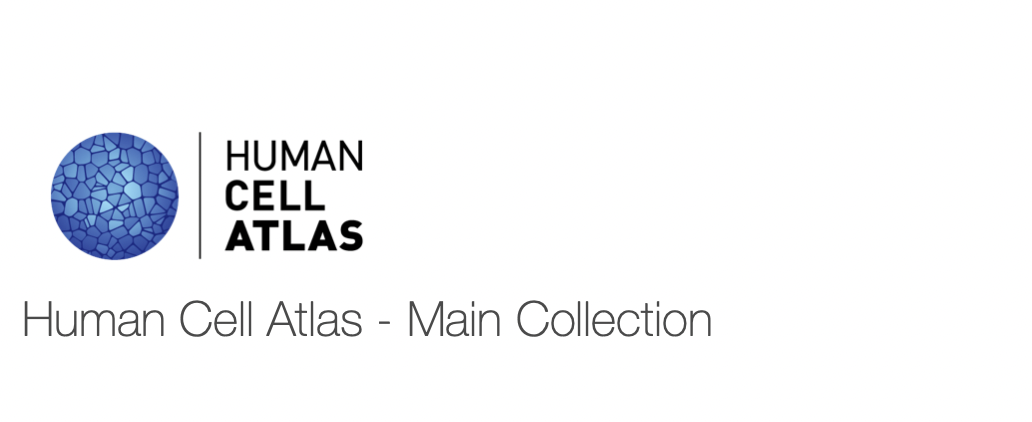 HUMAN
CELL
ATLAS
Human Cell Atlas - Main Collection